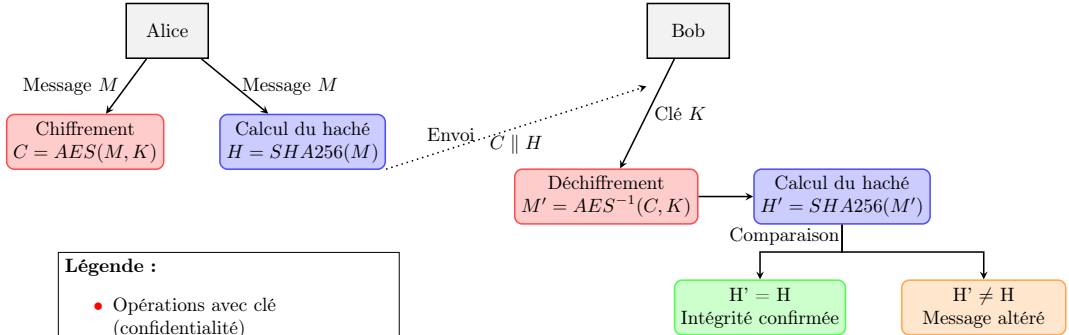 Alice
Bob
Message M
Message M
Clé K
Chiffrement
C = AES(M, K)
Calcul du haché
H = SHA256(M)
Envoi
C ∥ H
Déchiffrement
M′ = AES⁻¹(C, K)
Calcul du haché
H′ = SHA256(M′)
Comparaison
H' = H
Intégrité confirmée
H' ≠ H
Message altéré
Légende :
• Opérations avec clé
(confidentialité)